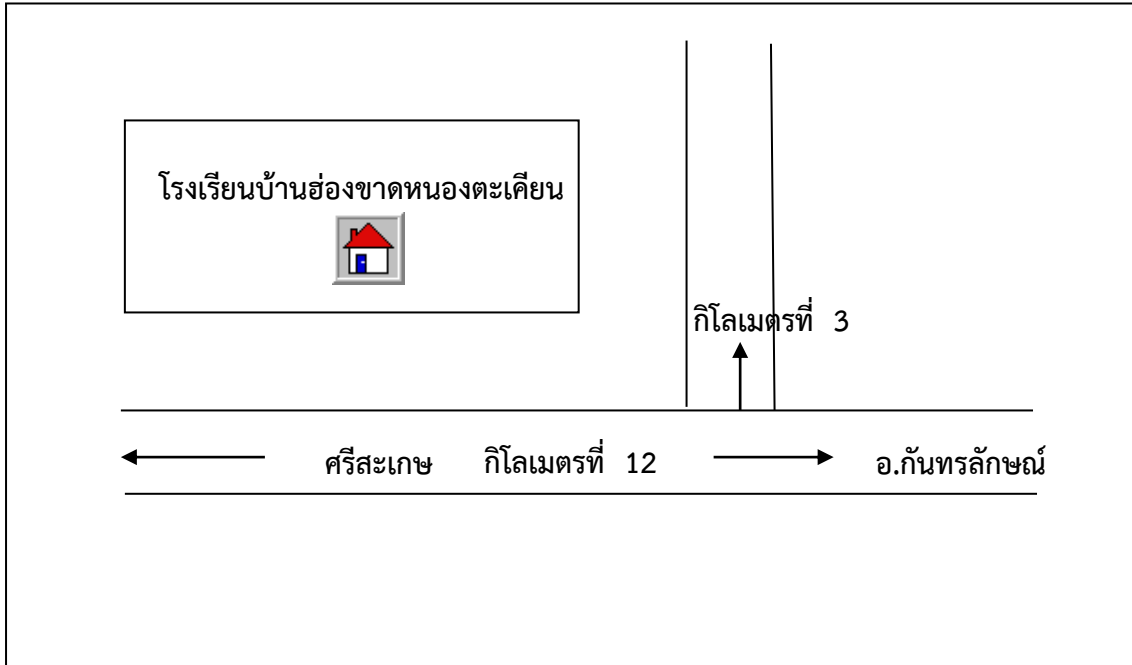 โรงเรียนบ้านฮ่องขาดหนองตะเคียน
กิโลเมตรที่ 3
ศรีสะเกษ กิโลเมตรที่ 12 อ.กันทรลักษณ์